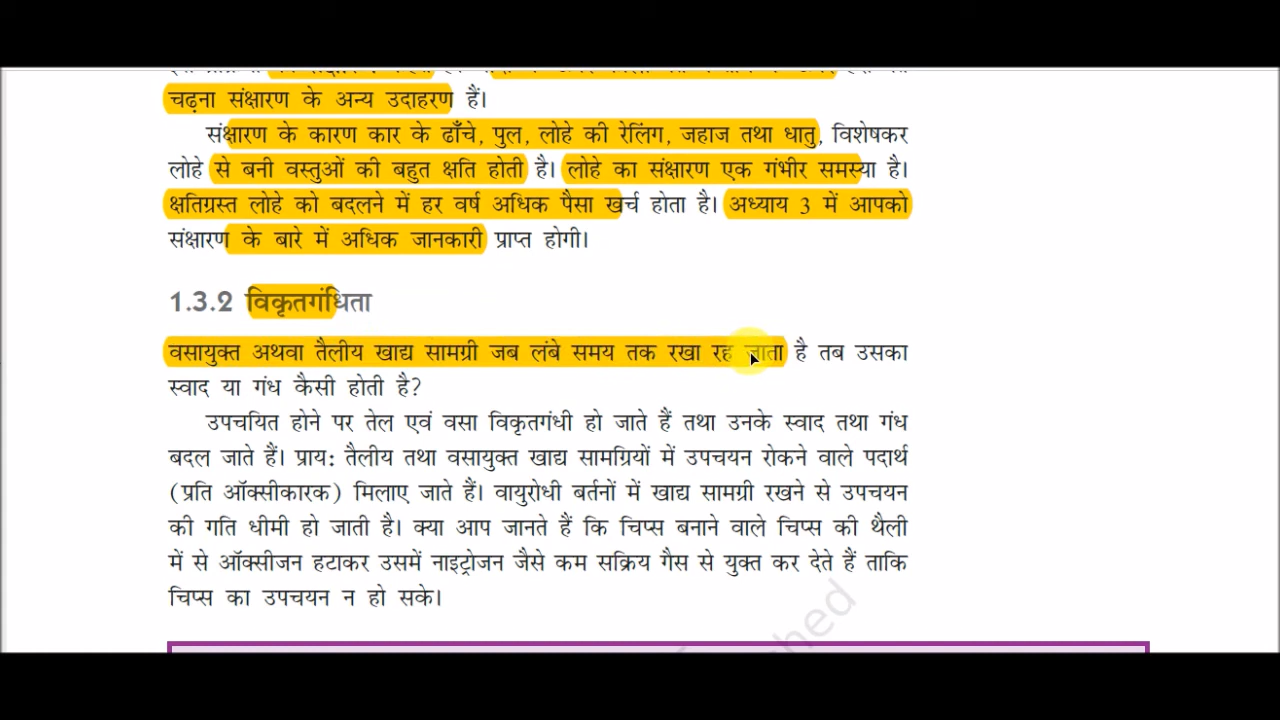 चढ़ना संक्षारण के अन्य उदाहरण हैं।
संक्षारण के कारण कार के ढाँचे, पुल, लोहे की रेलिंग, जहाज तथा धातु, विशेषकर
लोहे से बनी वस्तुओं की बहुत क्षति होती है। लोहे का संक्षारण एक गंभीर समस्या है।
क्षतिग्रस्त लोहे को बदलने में हर वर्ष अधिक पैसा खर्च होता है। अध्याय 3 में आपको
संक्षारण के बारे में अधिक जानकारी प्राप्त होगी।
1.3.2 विकृतगंधिता
वसायुक्त अथवा तैलीय खाद्य सामग्री जब लंबे समय तक रखा रह जाता है तब उसका
स्वाद या गंध कैसी होती है?
उपचयित होने पर तेल एवं वसा विकृतगंधी हो जाते हैं तथा उनके स्वाद तथा गंध
बदल जाते हैं। प्राय: तैलीय तथा वसायुक्त खाद्य सामग्रियों में उपचयन रोकने वाले पदार्थ
(प्रति ऑक्सीकारक) मिलाए जाते हैं। वायुरोधी बर्तनों में खाद्य सामग्री रखने से उपचयन
की गति धीमी हो जाती है। क्या आप जानते हैं कि चिप्स बनाने वाले चिप्स की थैली
में से ऑक्सीजन हटाकर उसमें नाइट्रोजन जैसे कम सक्रिय गैस से युक्त कर देते हैं ताकि
चिप्स का उपचयन न हो सके।